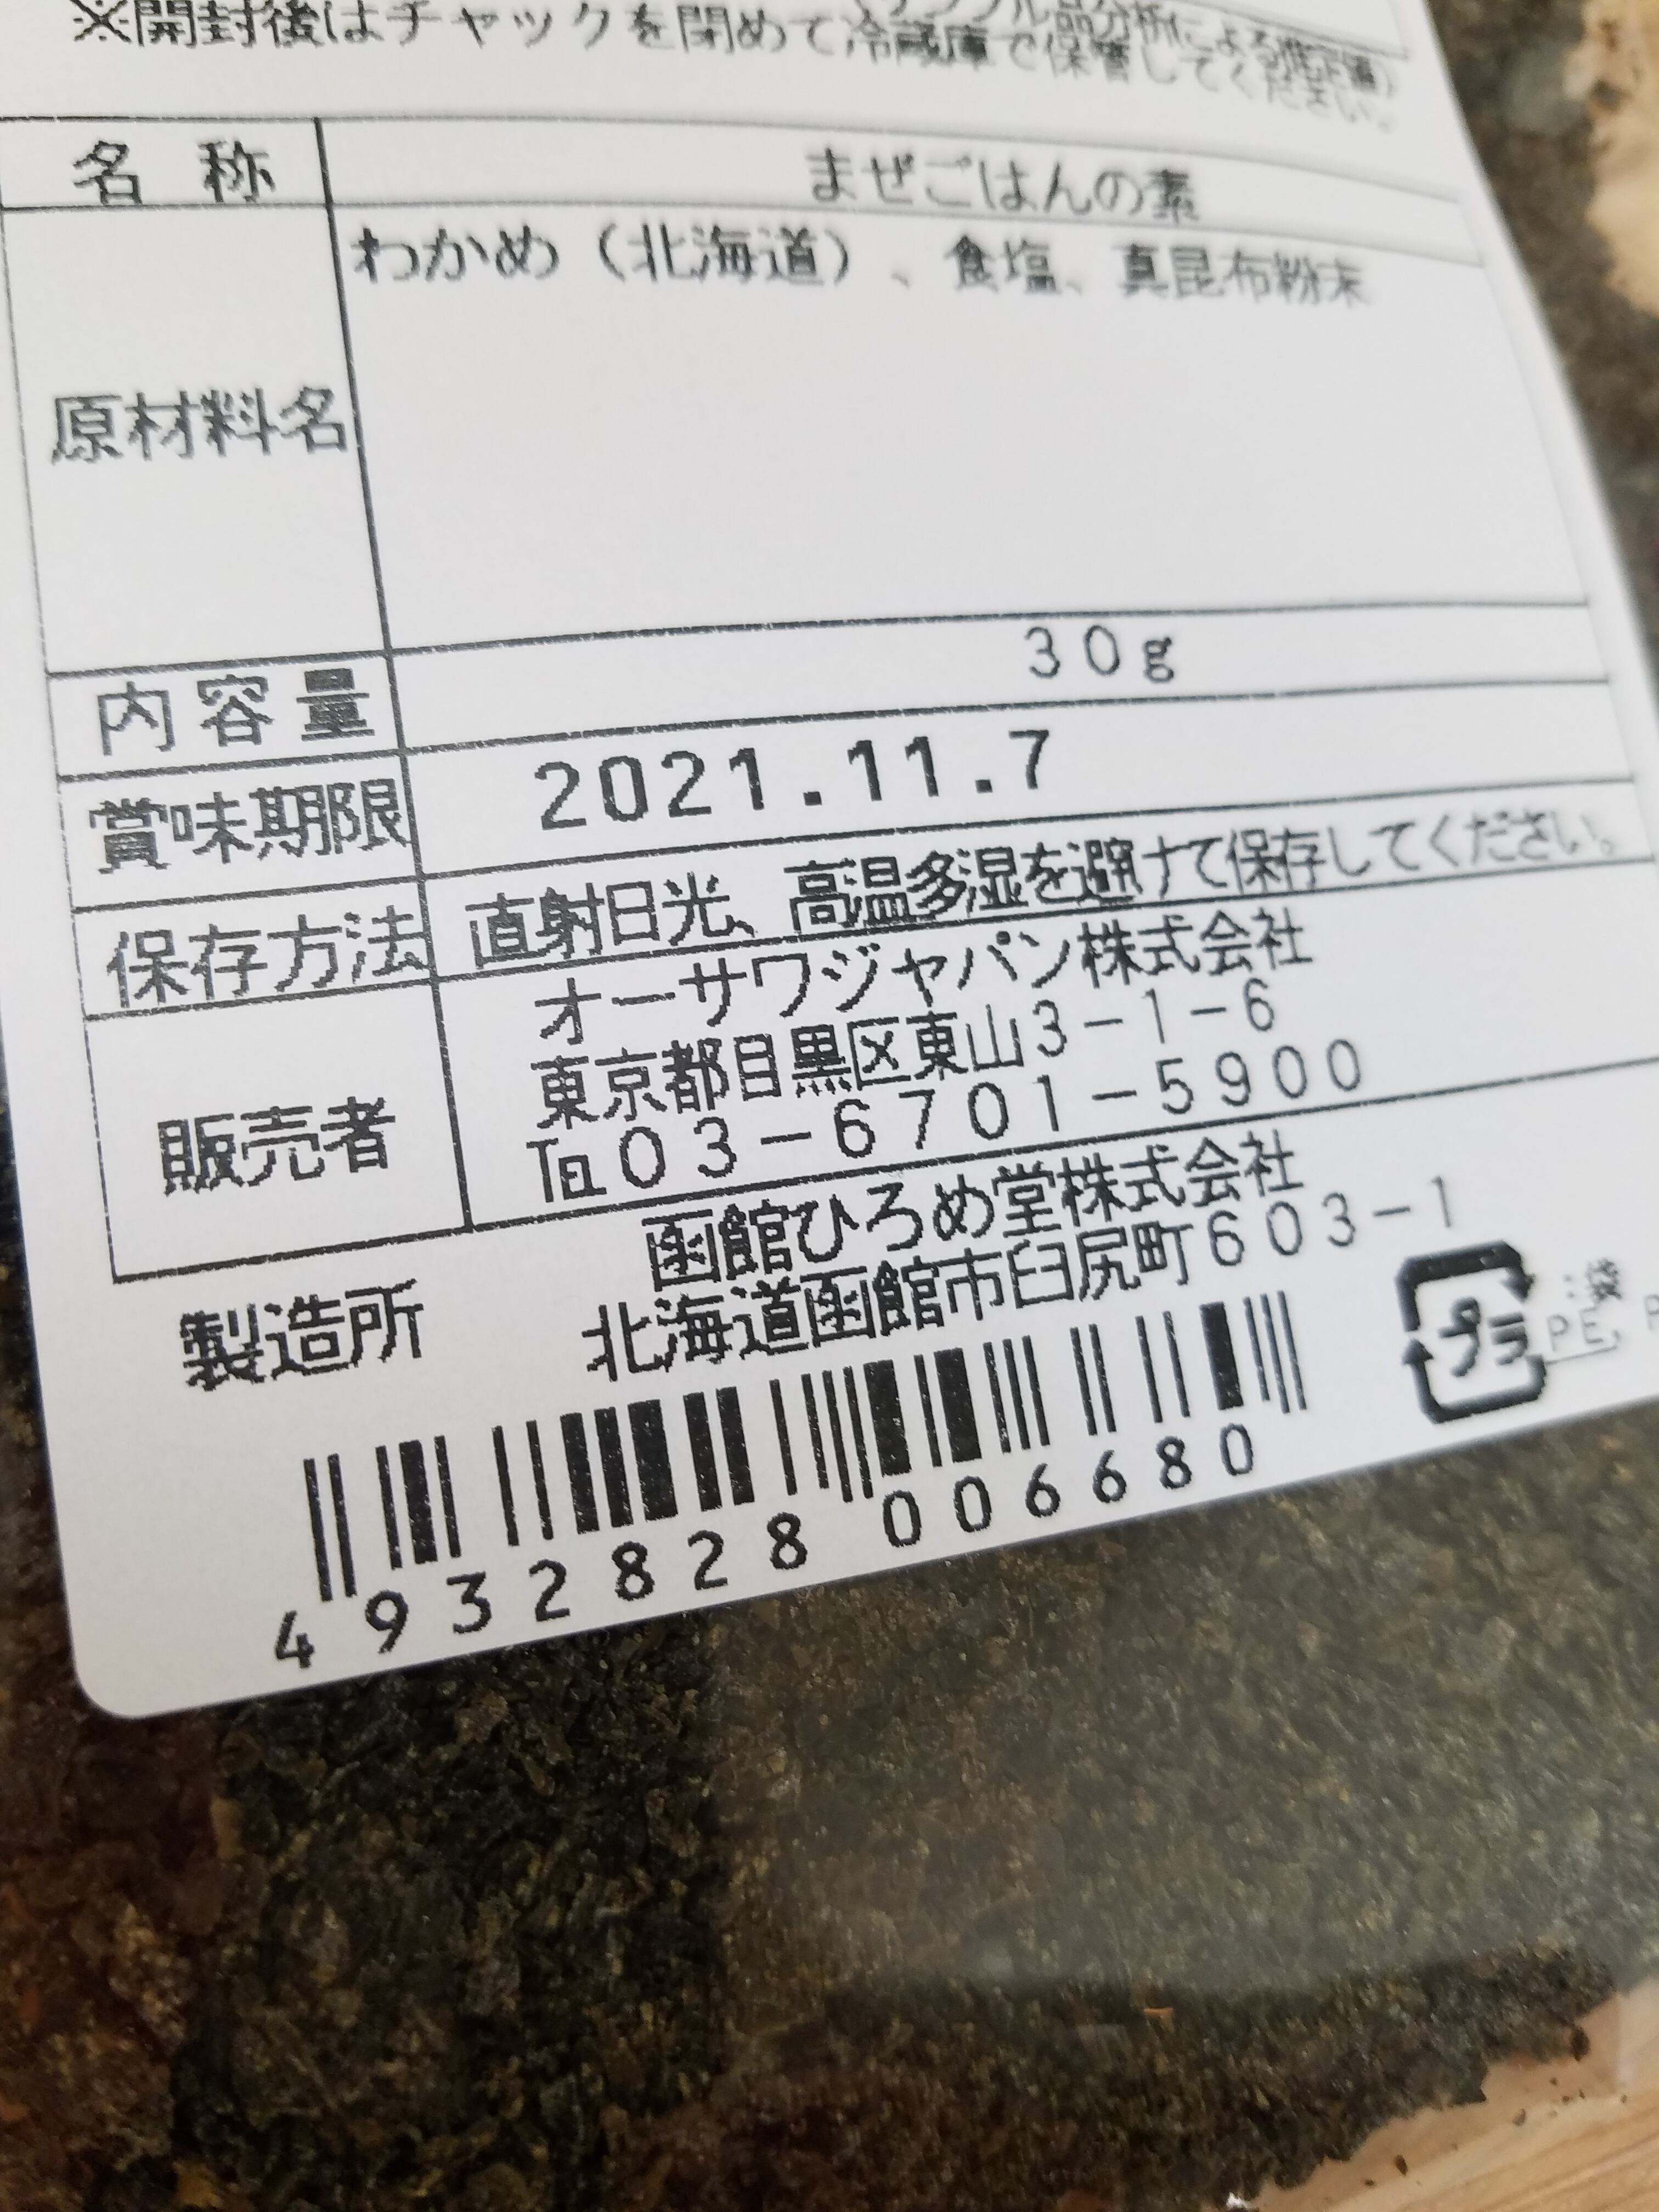 ※開封後はチャックを閉めて冷蔵庫で保管してください。
名称 まぜごはんの素
原材料名 わかめ（北海道）、食塩、真昆布粉末
内容量 30g
賞味期限 2021.11.7
保存方法 直射日光、高温多湿を避けて保存してください。
販売者 オーサワジャパン株式会社
東京都目黒区東山3-1-6
℡03-6701-5900
製造所 函館ひろめ堂株式会社
北海道函館市臼尻町603-1
プラ
PE,
4932828006680